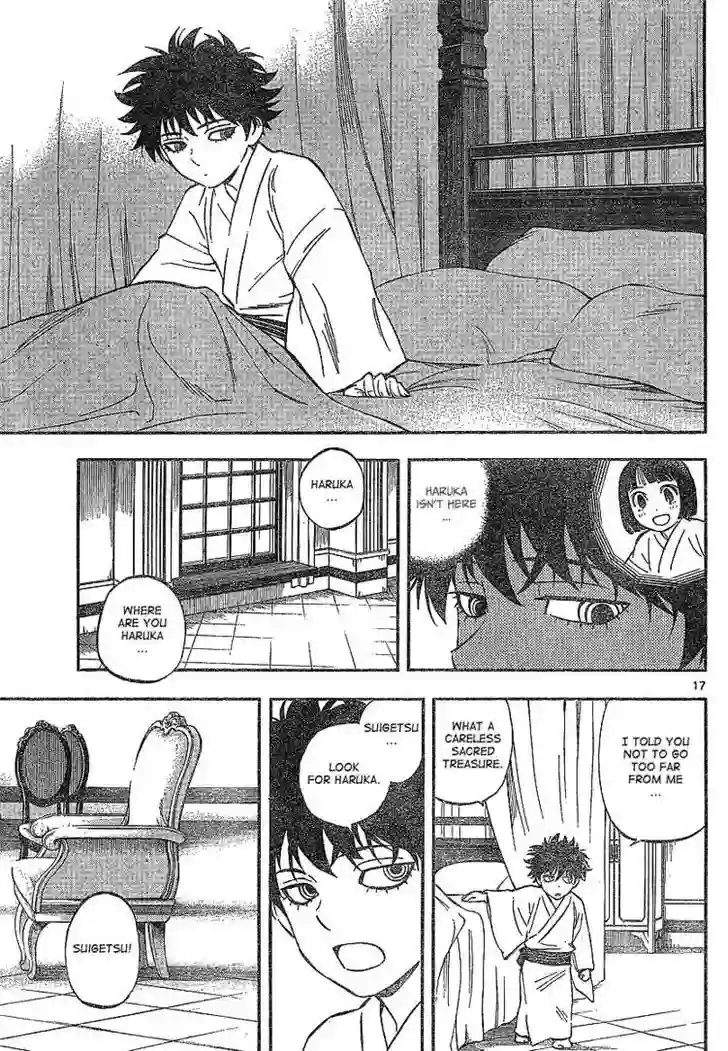 HARUKA
ISN'T HERE
...
HARUKA
...
WHERE
ARE YOU
HARUKA
...
17
I TOLD YOU
NOT TO GO
TOO FAR
FROM ME
...
WHAT A
CARELESS
SACRED
TREASURE.
SUIGETSU
...
LOOK
FOR HARUKA.
SUIGETSU!